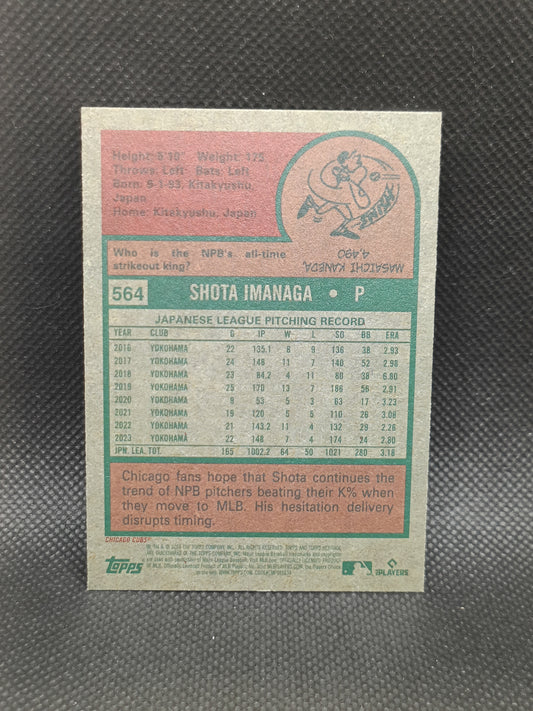 Height: 5'10" Weight: 175
Throws: Left Bats: Left
Born: 9-1-93, Kitakyushu,
Japan
Home: Kitakyushu, Japan
Who is the NPB's all-time
strikeout king?
MASAICHI KANEDA,
4,490
564 SHOTA IMANAGA • P
JAPANESE LEAGUE PITCHING RECORD
YEAR CLUB G IP W L SO BB ERA
2016 YOKOHAMA 22 135.1 8 9 136 38 2.93
2017 YOKOHAMA 24 148 11 7 140 52 2.98
2018 YOKOHAMA 23 84.2 4 11 80 38 6.80
2019 YOKOHAMA 25 170 13 7 186 56 2.91
2020 YOKOHAMA 9 53 5 3 63 17 3.23
2021 YOKOHAMA 19 120 5 5 110 26 3.08
2022 YOKOHAMA 21 143.2 11 4 132 29 2.26
2023 YOKOHAMA 22 148 7 4 174 24 2.80
JPN. LEA. TOT. 165 1002.2 64 50 1021 280 3.18
Chicago fans hope that Shota continues the
trend of NPB pitchers beating their K% when
they move to MLB. His hesitation delivery
disrupts timing.
CHICAGO CUBS®
topps
PLAYERS